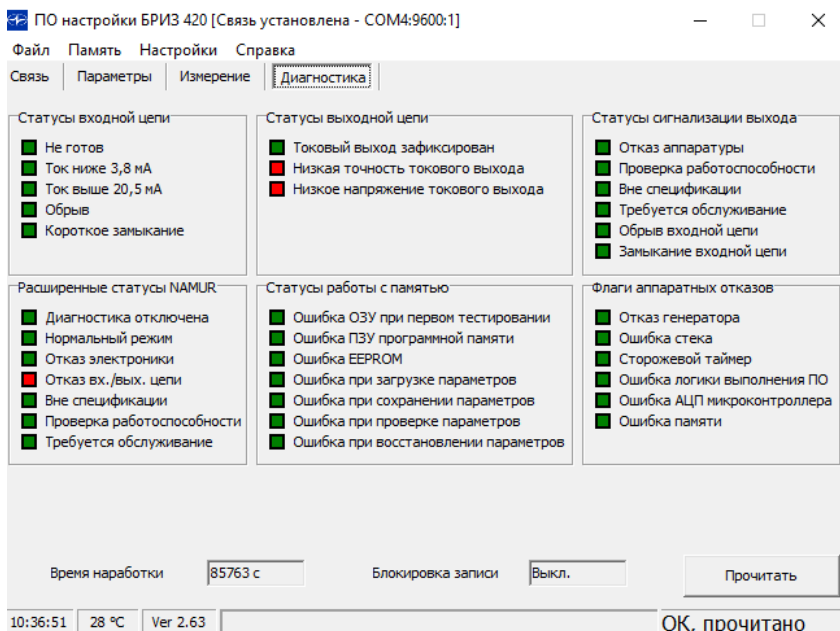 ПО настройки БРИЗ 420 [Связь установлена - COM4:9600:1]
Файл Память Настройки Справка
Связь Параметры Измерение Диагностика
Статусы входной цепи
Не готов
Ток ниже 3,8 мА
Ток выше 20,5 мА
Обрыв
Короткое замыкание
Статусы выходной цепи
Токовый выход зафиксирован
Низкая точность токового выхода
Низкое напряжение токового выхода
Статусы сигнализации выхода
Отказ аппаратуры
Проверка работоспособности
Вне спецификации
Требуется обслуживание
Обрыв входной цепи
Замыкание входной цепи
Расширенные статусы NAMUR
Диагностика отключена
Нормальный режим
Отказ электроники
Отказ вх./вых. цепи
Вне спецификации
Проверка работоспособности
Требуется обслуживание
Статусы работы с памятью
Ошибка ОЗУ при первом тестировании
Ошибка ПЗУ програмной памяти
Ошибка EEPROM
Ошибка при загрузке параметров
Ошибка при сохранении параметров
Ошибка при проверке параметров
Ошибка при восстановлении параметров
Флаги аппаратных отказов
Отказ генератора
Ошибка стека
Сторожевой таймер
Ошибка логики выполнения ПО
Ошибка АЦП микроконтроллера
Ошибка памяти
Время наработки 85763 с Блокировка записи Выкл. Прочитать
10:36:51 28 ºC Ver 2.63 ОК, прочитано